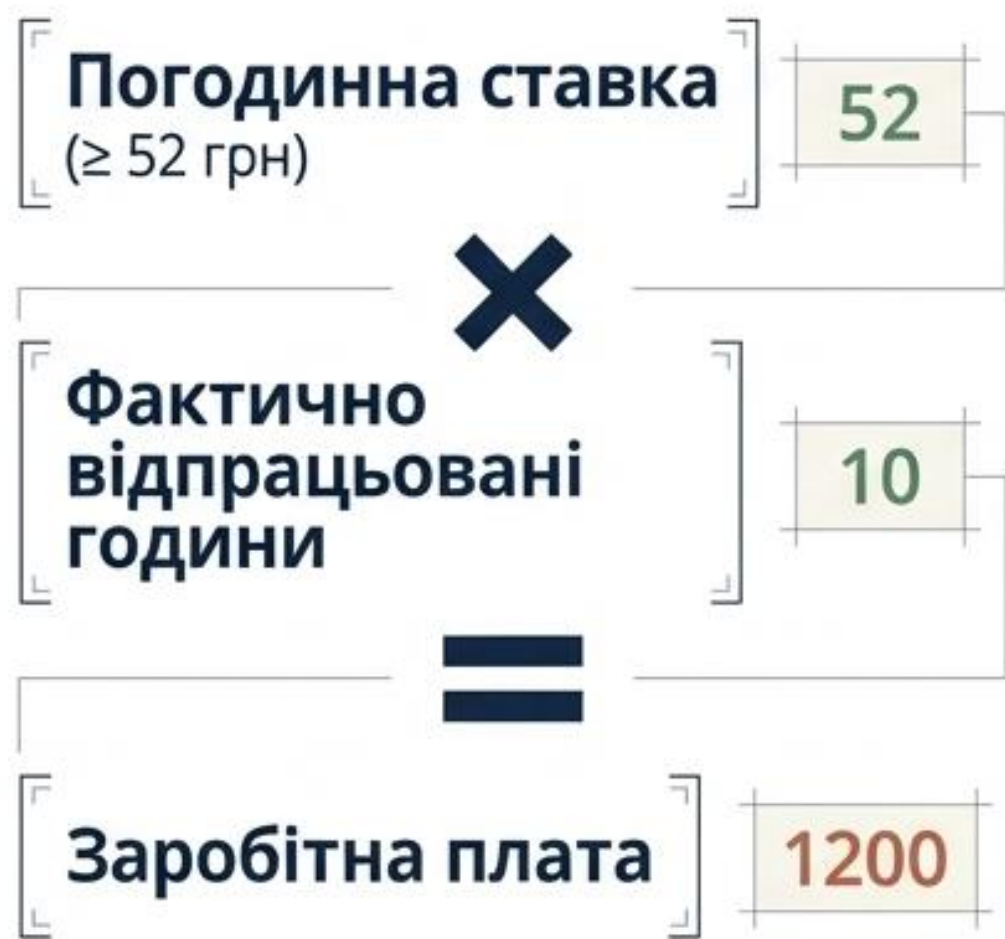 Погодинна ставка
52
(≥ 52 грн)
×
Фактично
відпрацьовані
10
години
=
Заробітна плата
1200